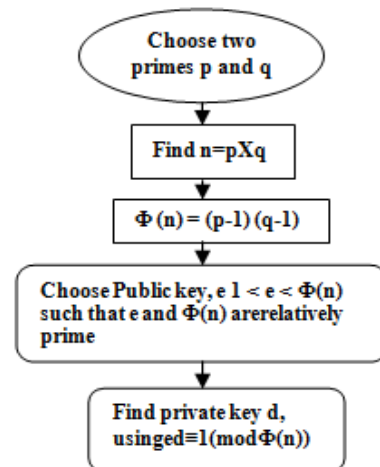 Choose two
primes p and q
Find n=pXq
Φ (n) = (p-1) (q-1)
Choose Public key, e 1 < e < Φ(n)
such that e and Φ(n) arerelatively
prime
Find private key d,
usinged≡1(modΦ(n))